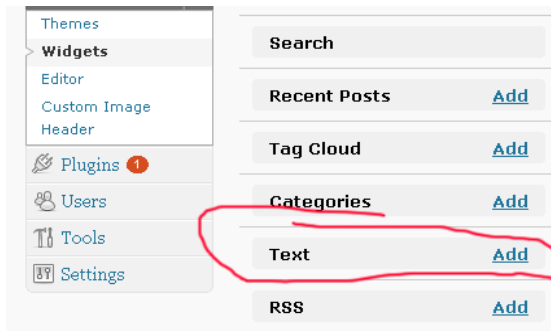 Themes
Widgets
Editor
Custom Image
Header
Plugins 1
Users
Tools
Settings
Search
Recent Posts Add
Tag Cloud Add
Categories Add
Text Add
RSS Add